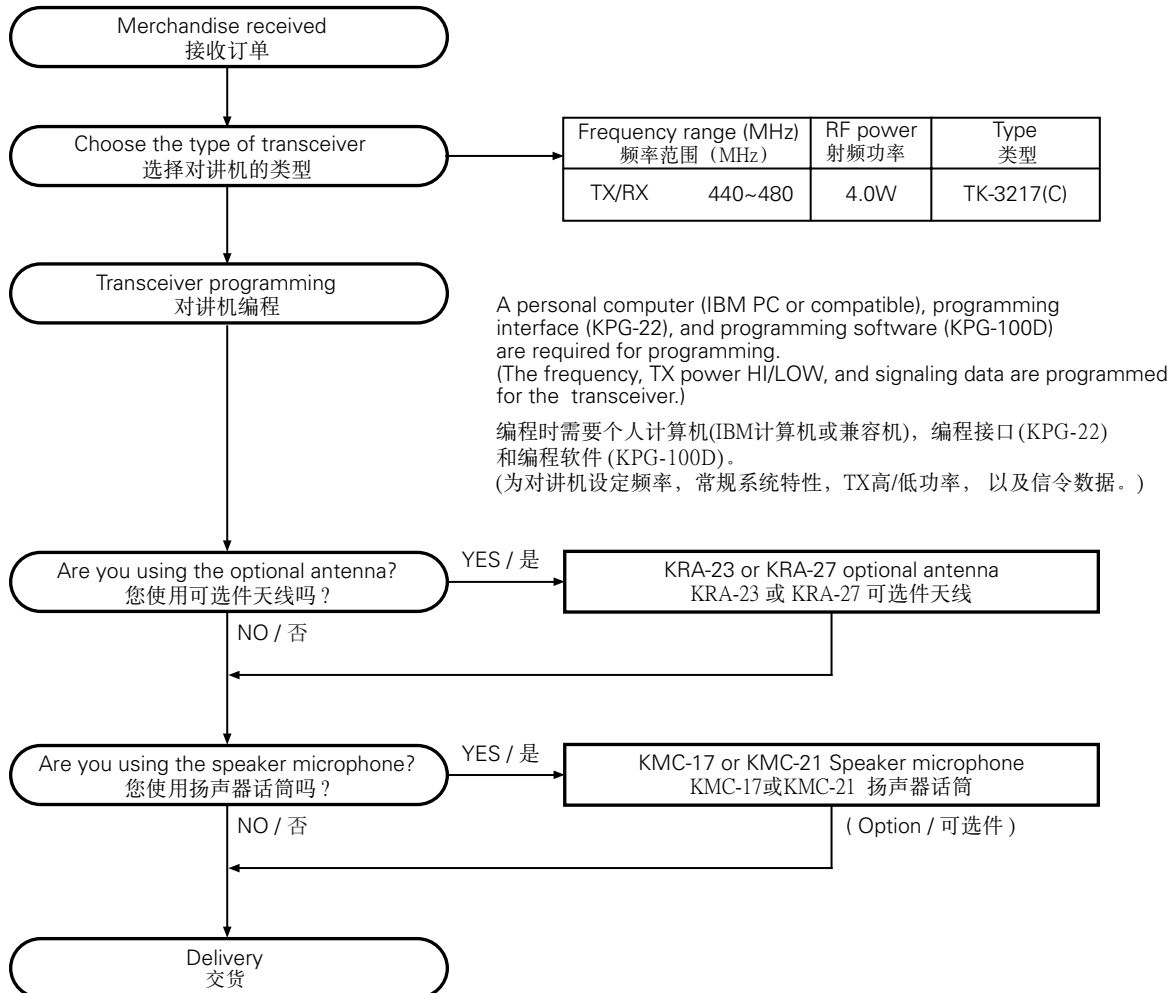 Merchandise received
接收订单
Choose the type of transceiver
选择对讲机的类型
Frequency range (MHz) RF power Type
频率范围（MHz） 射频功率 类型
TX/RX 440~480 4.0W TK-3217(C)
Transceiver programming
对讲机编程
A personal computer (IBM PC or compatible), programming
interface (KPG-22), and programming software (KPG-100D)
are required for programming.
(The frequency, TX power HI/LOW, and signaling data are programmed
for the transceiver.)
编程时需要个人计算机(IBM计算机或兼容机)，编程接口(KPG-22)
和编程软件(KPG-100D)。
(为对讲机设定频率，常规系统特性，TX高/低功率， 以及信令数据。)
Are you using the optional antenna?
您使用可选件天线吗？
YES / 是
KRA-23 or KRA-27 optional antenna
KRA-23 或 KRA-27 可选件天线
NO / 否
Are you using the speaker microphone?
您使用扬声器话筒吗？
YES / 是
KMC-17 or KMC-21 Speaker microphone
KMC-17或KMC-21 扬声器话筒
NO / 否
( Option / 可选件 )
Delivery
交货